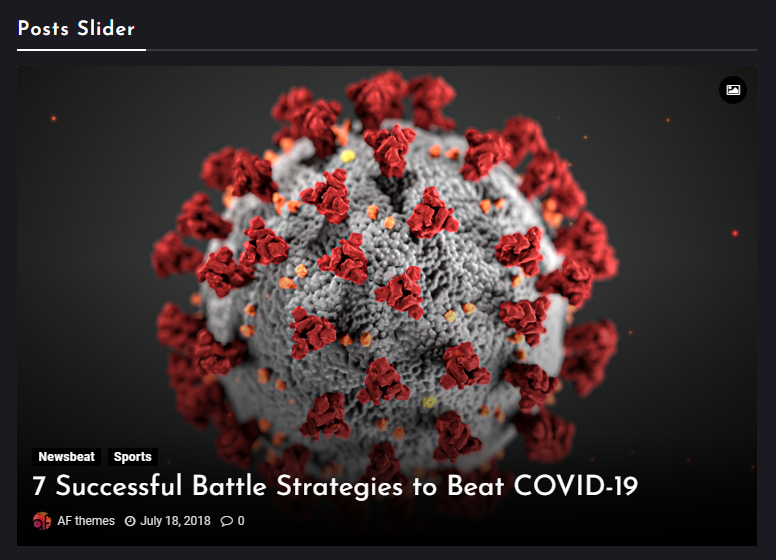 Posts Slider
Newsbeat Sports
7 Successful Battle Strategies to Beat COVID-19
AF themes July 18, 2018 0